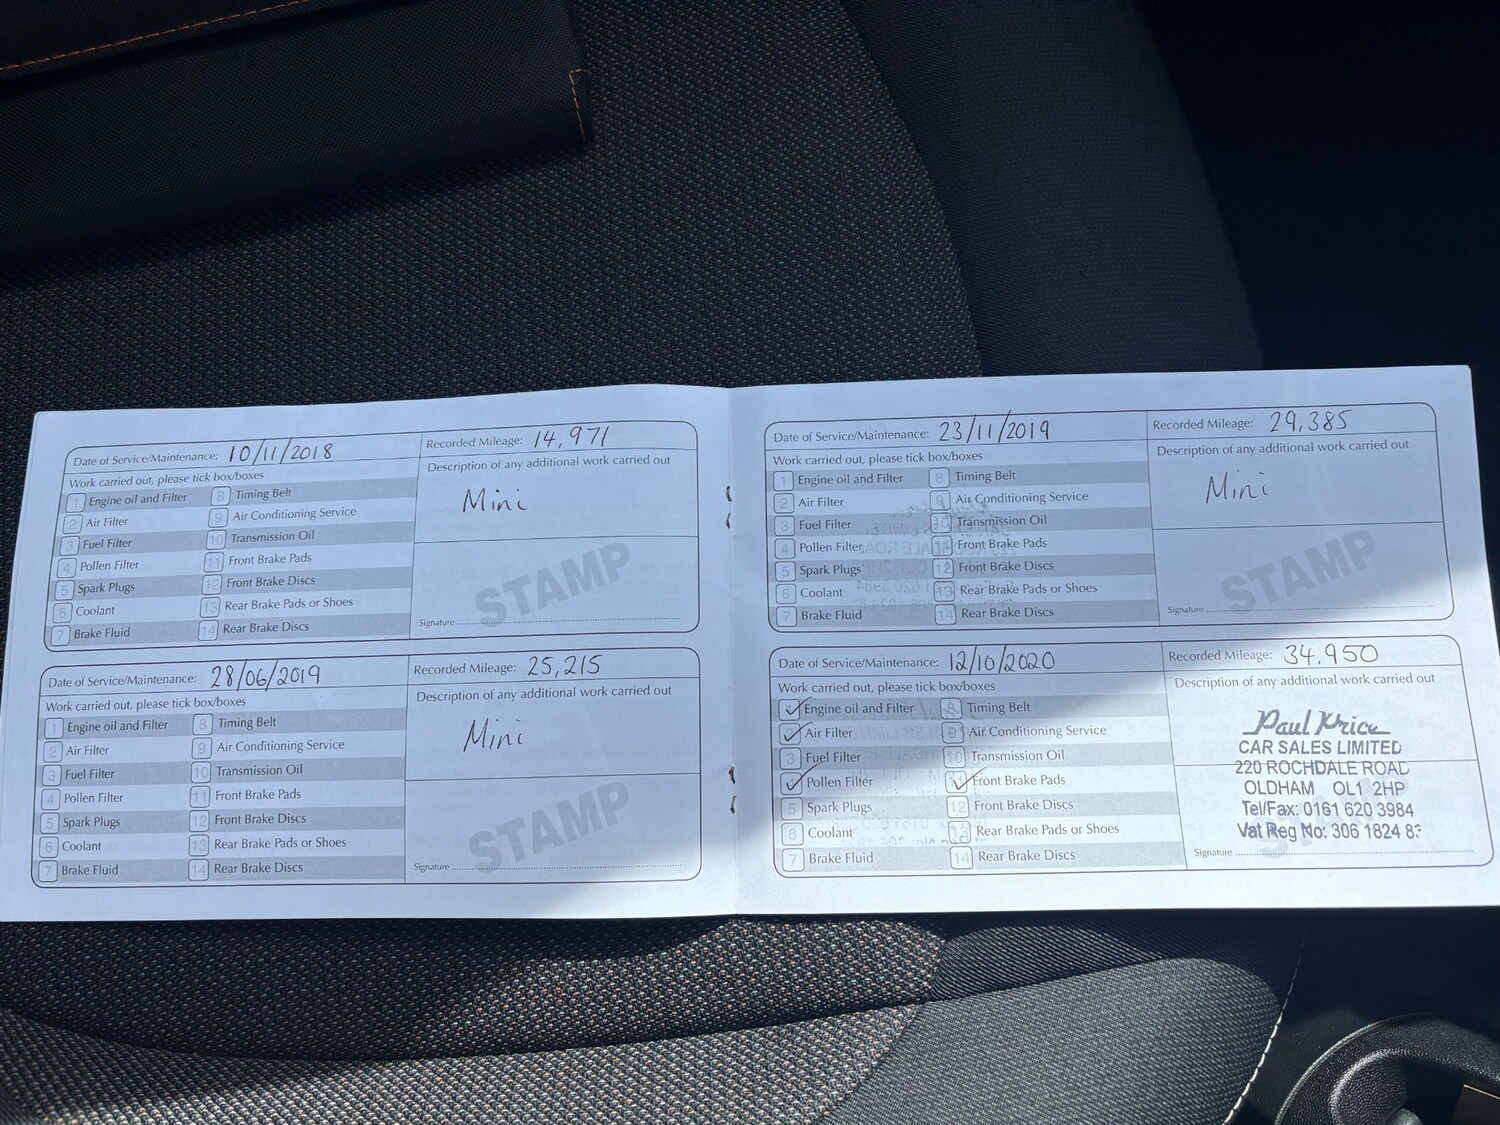 Date of Service/Maintenance: 10/11/2018
Recorded Mileage: 14,971
Work carried out, please tick box/boxes
1 Engine oil and Filter
2 Air Filter
3 Fuel Filter
4 Pollen Filter
5 Spark Plugs
6 Coolant
7 Brake Fluid
8 Timing Belt
9 Air Conditioning Service
10 Transmission Oil
11 Front Brake Pads
12 Front Brake Discs
13 Rear Brake Pads or Shoes
14 Rear Brake Discs
Description of any additional work carried out
Mini
STAMP
Signature
Date of Service/Maintenance: 28/06/2019
Recorded Mileage: 25,215
Work carried out, please tick box/boxes
1 Engine oil and Filter
2 Air Filter
3 Fuel Filter
4 Pollen Filter
5 Spark Plugs
6 Coolant
7 Brake Fluid
8 Timing Belt
9 Air Conditioning Service
10 Transmission Oil
11 Front Brake Pads
12 Front Brake Discs
13 Rear Brake Pads or Shoes
14 Rear Brake Discs
Description of any additional work carried out
Mini
STAMP
Signature
Date of Service/Maintenance: 23/11/2019
Recorded Mileage: 29,385
Work carried out, please tick box/boxes
1 Engine oil and Filter
2 Air Filter
3 Fuel Filter
4 Pollen Filter
5 Spark Plugs
6 Coolant
7 Brake Fluid
8 Timing Belt
9 Air Conditioning Service
10 Transmission Oil
11 Front Brake Pads
12 Front Brake Discs
13 Rear Brake Pads or Shoes
14 Rear Brake Discs
Description of any additional work carried out
Mini
STAMP
Signature
Date of Service/Maintenance: 12/10/2020
Recorded Mileage: 34,950
Work carried out, please tick box/boxes
Engine oil and Filter
Air Filter
3 Fuel Filter
Pollen Filter
5 Spark Plugs
6 Coolant
7 Brake Fluid
8 Timing Belt
9 Air Conditioning Service
10 Transmission Oil
Front Brake Pads
12 Front Brake Discs
13 Rear Brake Pads or Shoes
14 Rear Brake Discs
Description of any additional work carried out
Paul Price
CAR SALES LIMITED
220 ROCHDALE ROAD
OLDHAM OL1 2HP
Tel/Fax: 0161 620 3984
Vat Reg No: 306 1824
Signature